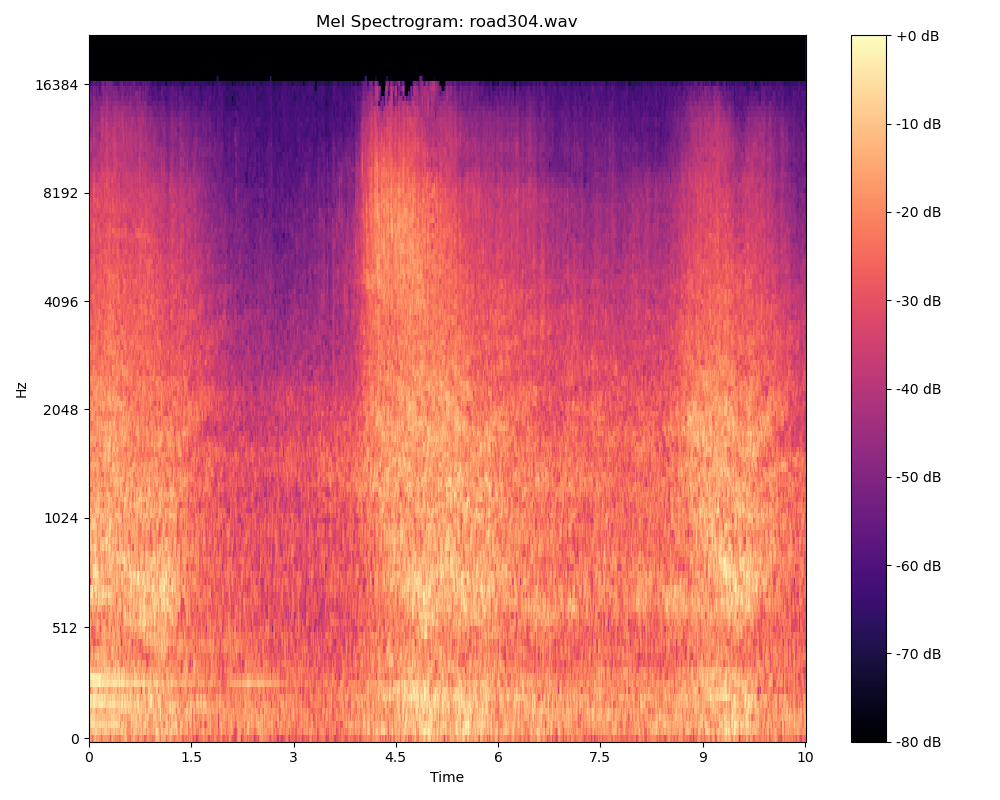 Mel Spectrogram: road304.wav
Hz
16384
8192
4096
2048
1024
512
0
0 1.5 3 4.5 6 7.5 9 10
Time
+0 dB
-10 dB
-20 dB
-30 dB
-40 dB
-50 dB
-60 dB
-70 dB
-80 dB